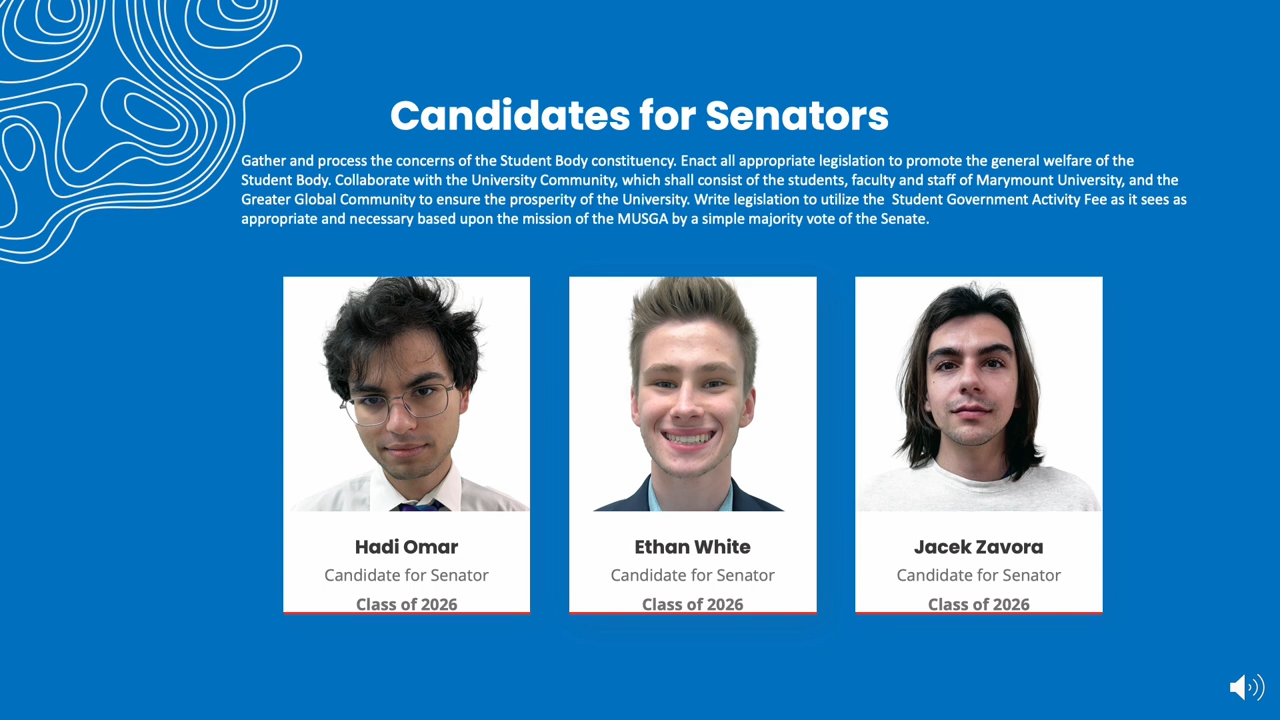 Candidates for Senators
Gather and process the concerns of the Student Body constituency. Enact all appropriate legislation to promote the general welfare of the
Student Body. Collaborate with the University Community, which shall consist of the students, faculty and staff of Marymount University, and the
Greater Global Community to ensure the prosperity of the University. Write legislation to utilize the  Student Government Activity Fee as it sees as
appropriate and necessary based upon the mission of the MUSGA by a simple majority vote of the Senate.
Hadi Omar
Candidate for Senator
Class of 2026
Ethan White
Candidate for Senator
Class of 2026
Jacek Zavora
Candidate for Senator
Class of 2026